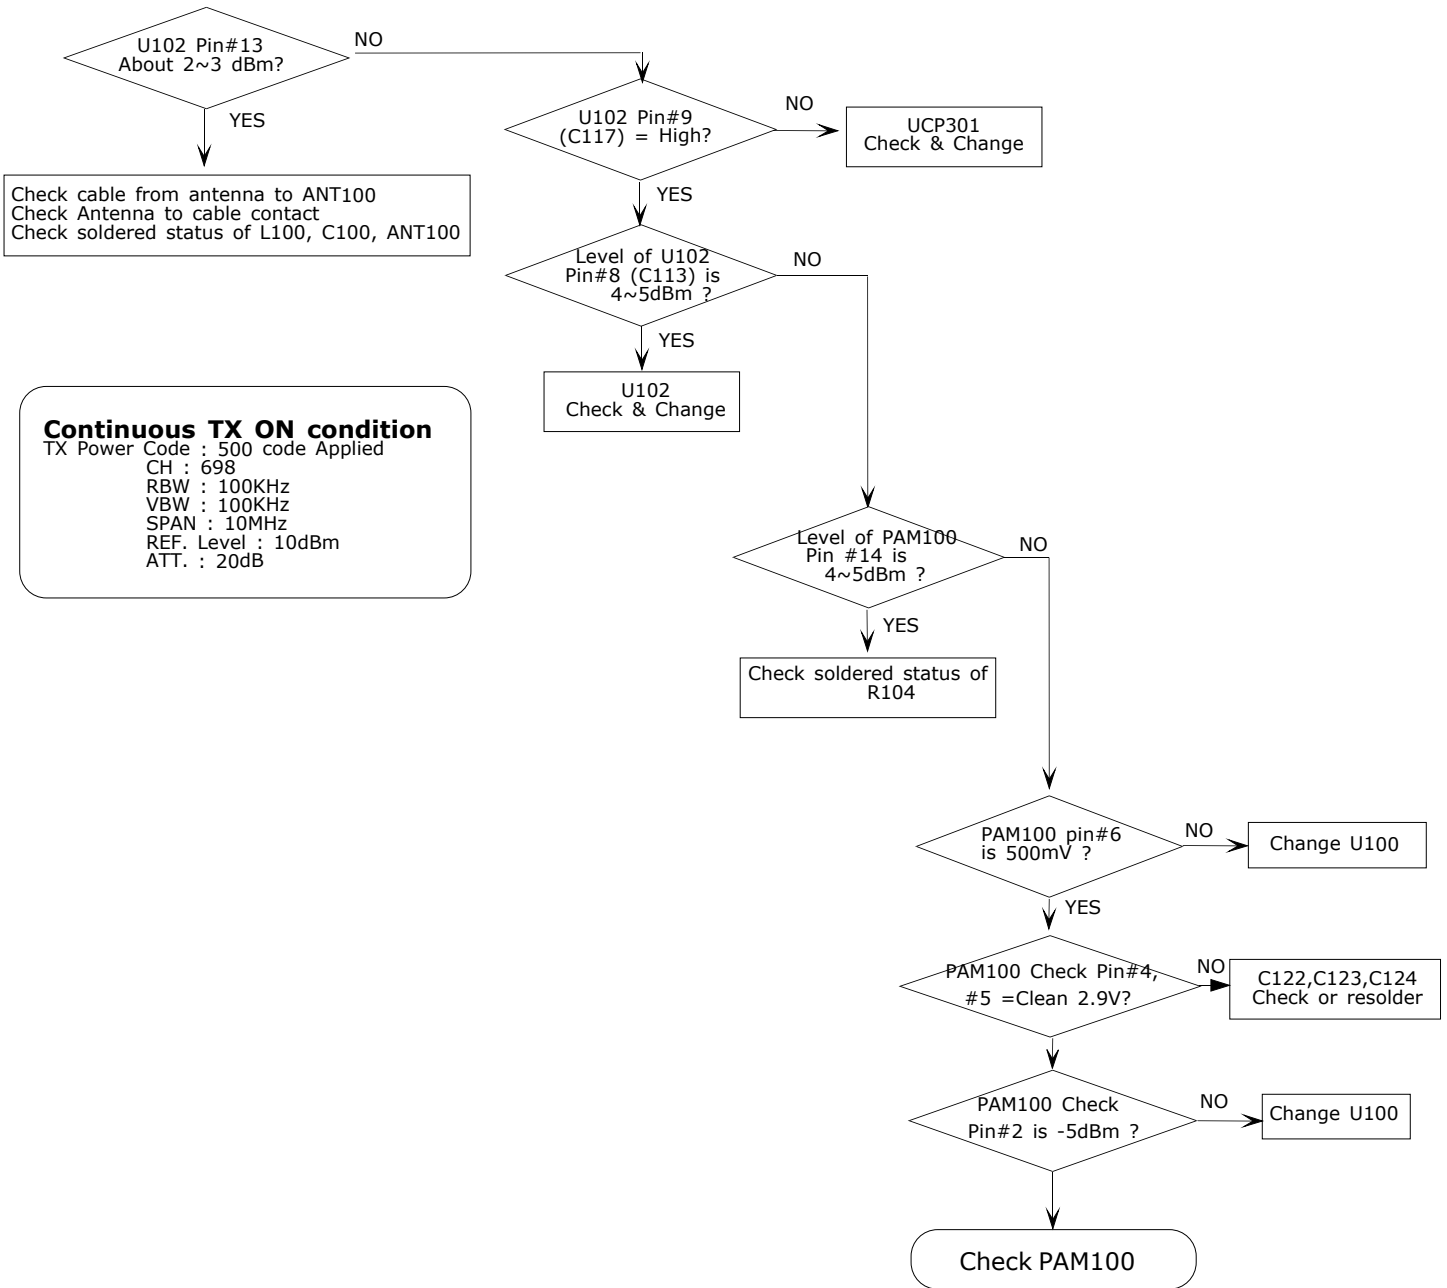 U102 Pin#13
About 2~3 dBm?
NO
YES
Check cable from antenna to ANT100
Check Antenna to cable contact
Check soldered status of L100, C100, ANT100
U102 Pin#9
(C117) = High?
NO
UCP301
Check & Change
YES
Level of U102
Pin#8 (C113) is
4~5dBm ?
NO
YES
U102
Check & Change
Continuous TX ON condition
TX Power Code : 500 code Applied
CH : 698
RBW : 100KHz
VBW : 100KHz
SPAN : 10MHz
REF. Level : 10dBm
ATT. : 20dB
Level of PAM100
Pin #14 is
4~5dBm ?
NO
YES
Check soldered status of
R104
PAM100 pin#6
is 500mV ?
NO
Change U100
YES
PAM100 Check Pin#4,
#5 =Clean 2.9V?
NO
C122,C123,C124
Check or resolder
PAM100 Check
Pin#2 is -5dBm ?
NO
Change U100
Check PAM100